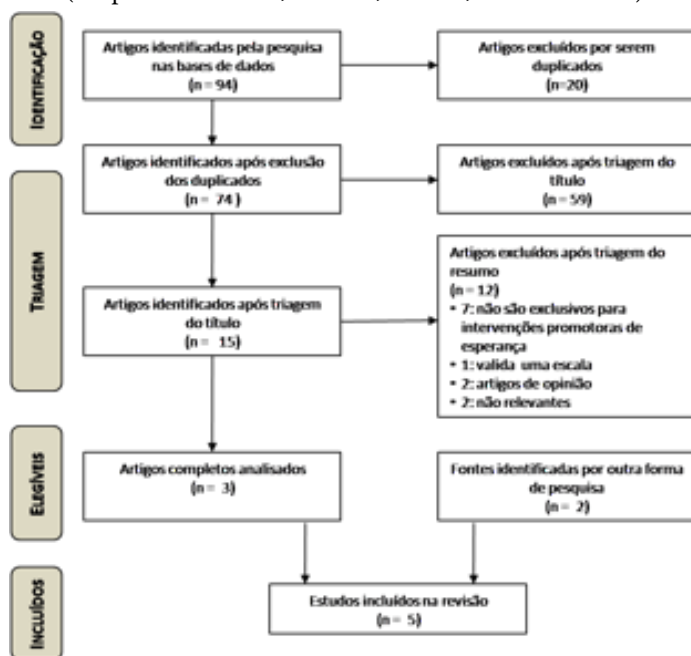 IDENTIFICAÇÃO
Artigos identificadas pela pesquisa
nas bases de dados
(n = 94)
Artigos excluídos por serem
duplicados
(n=20)
TRIAGEM
Artigos identificados após exclusão
dos duplicados
(n = 74 )
Artigos excluídos após triagem do
título
(n = 59)
Artigos identificados após triagem
do título
(n = 15)
Artigos excluídos após triagem do
resumo
(n = 12)
• 7: não são exclusivos para
intervenções promotoras de
esperança
• 1: valida uma escala
• 2: artigos de opinião
• 2: não relevantes
ELEGÍVEIS
Artigos completos analisados
(n = 3)
Fontes identificadas por outra forma
de pesquisa
(n = 2)
INCLUÍDOS
Estudos incluídos na revisão
(n = 5)